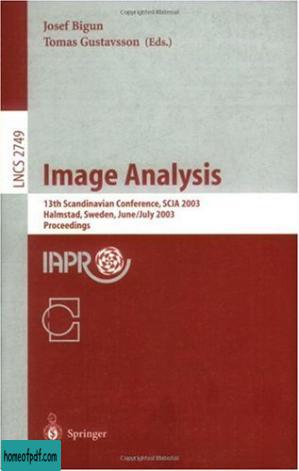 Josef Bigun
Tomas Gustavsson (Eds.)
LNCS 2749
Image Analysis
13th Scandinavian Conference, SCIA 2003
Halmstad, Sweden, June/July 2003
Proceedings
IAPR
Springer
homeofpdf.com